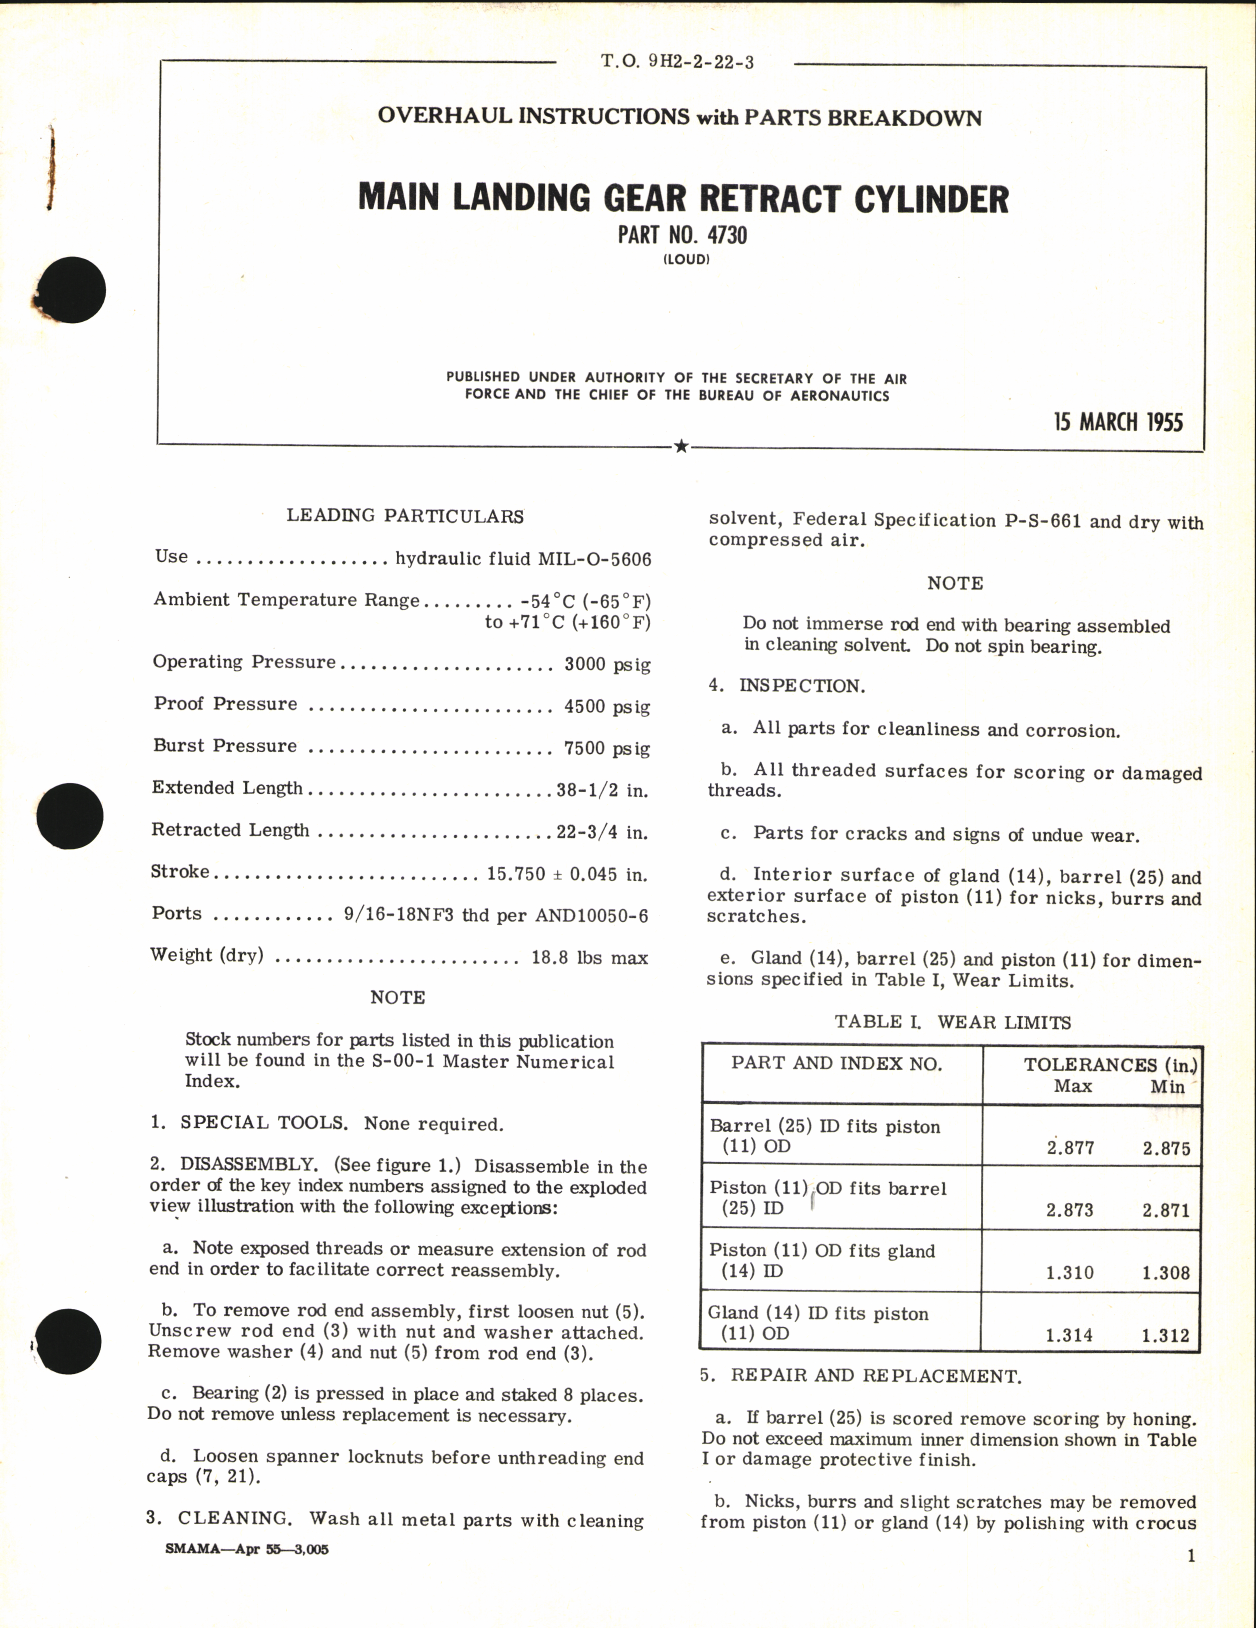 T.O. 9H2-2-22-3
OVERHAUL INSTRUCTIONS with PARTS BREAKDOWN
MAIN LANDING GEAR RETRACT CYLINDER
PART NO. 4730
(LOUD)
PUBLISHED UNDER AUTHORITY OF THE SECRETARY OF THE AIR
FORCE AND THE CHIEF OF THE BUREAU OF AERONAUTICS
15 MARCH 1955
LEADING PARTICULARS
Use ................... hydraulic fluid MIL-O-5606
Ambient Temperature Range......... -54°C (-65°F)
to +71°C (+160°F)
Operating Pressure..................... 3000 psig
Proof Pressure ........................ 4500 psig
Burst Pressure ........................ 7500 psig
Extended Length........................38-1/2 in.
Retracted Length .......................22-3/4 in.
Stroke.......................... 15.750 ± 0.045 in.
Ports ............ 9/16-18NF3 thd per AND10050-6
Weight (dry) ........................ 18.8 lbs max
NOTE
Stock numbers for parts listed in this publication
will be found in the S-00-1 Master Numerical
Index.
1. SPECIAL TOOLS. None required.
2. DISASSEMBLY. (See figure 1.) Disassemble in the
order of the key index numbers assigned to the exploded
view illustration with the following exceptions:
a. Note exposed threads or measure extension of rod
end in order to facilitate correct reassembly.
b. To remove rod end assembly, first loosen nut (5).
Unscrew rod end (3) with nut and washer attached.
Remove washer (4) and nut (5) from rod end (3).
c. Bearing (2) is pressed in place and staked 8 places.
Do not remove unless replacement is necessary.
d. Loosen spanner locknuts before unthreading end
caps (7, 21).
3. CLEANING. Wash all metal parts with cleaning
SMAMA—Apr 55—3,005
solvent, Federal Specification P-S-661 and dry with
compressed air.
NOTE
Do not immerse rod end with bearing assembled
in cleaning solvent. Do not spin bearing.
4. INSPECTION.
a. All parts for cleanliness and corrosion.
b. All threaded surfaces for scoring or damaged
threads.
c. Parts for cracks and signs of undue wear.
d. Interior surface of gland (14), barrel (25) and
exterior surface of piston (11) for nicks, burrs and
scratches.
e. Gland (14), barrel (25) and piston (11) for dimen-
sions specified in Table I, Wear Limits.
TABLE I. WEAR LIMITS
PART AND INDEX NO. TOLERANCES (in.)
Max Min
Barrel (25) ID fits piston
(11) OD 2.877 2.875
Piston (11) OD fits barrel
(25) ID 2.873 2.871
Piston (11) OD fits gland
(14) ID 1.310 1.308
Gland (14) ID fits piston
(11) OD 1.314 1.312
5. REPAIR AND REPLACEMENT.
a. If barrel (25) is scored remove scoring by honing.
Do not exceed maximum inner dimension shown in Table
I or damage protective finish.
b. Nicks, burrs and slight scratches may be removed
from piston (11) or gland (14) by polishing with crocus
1